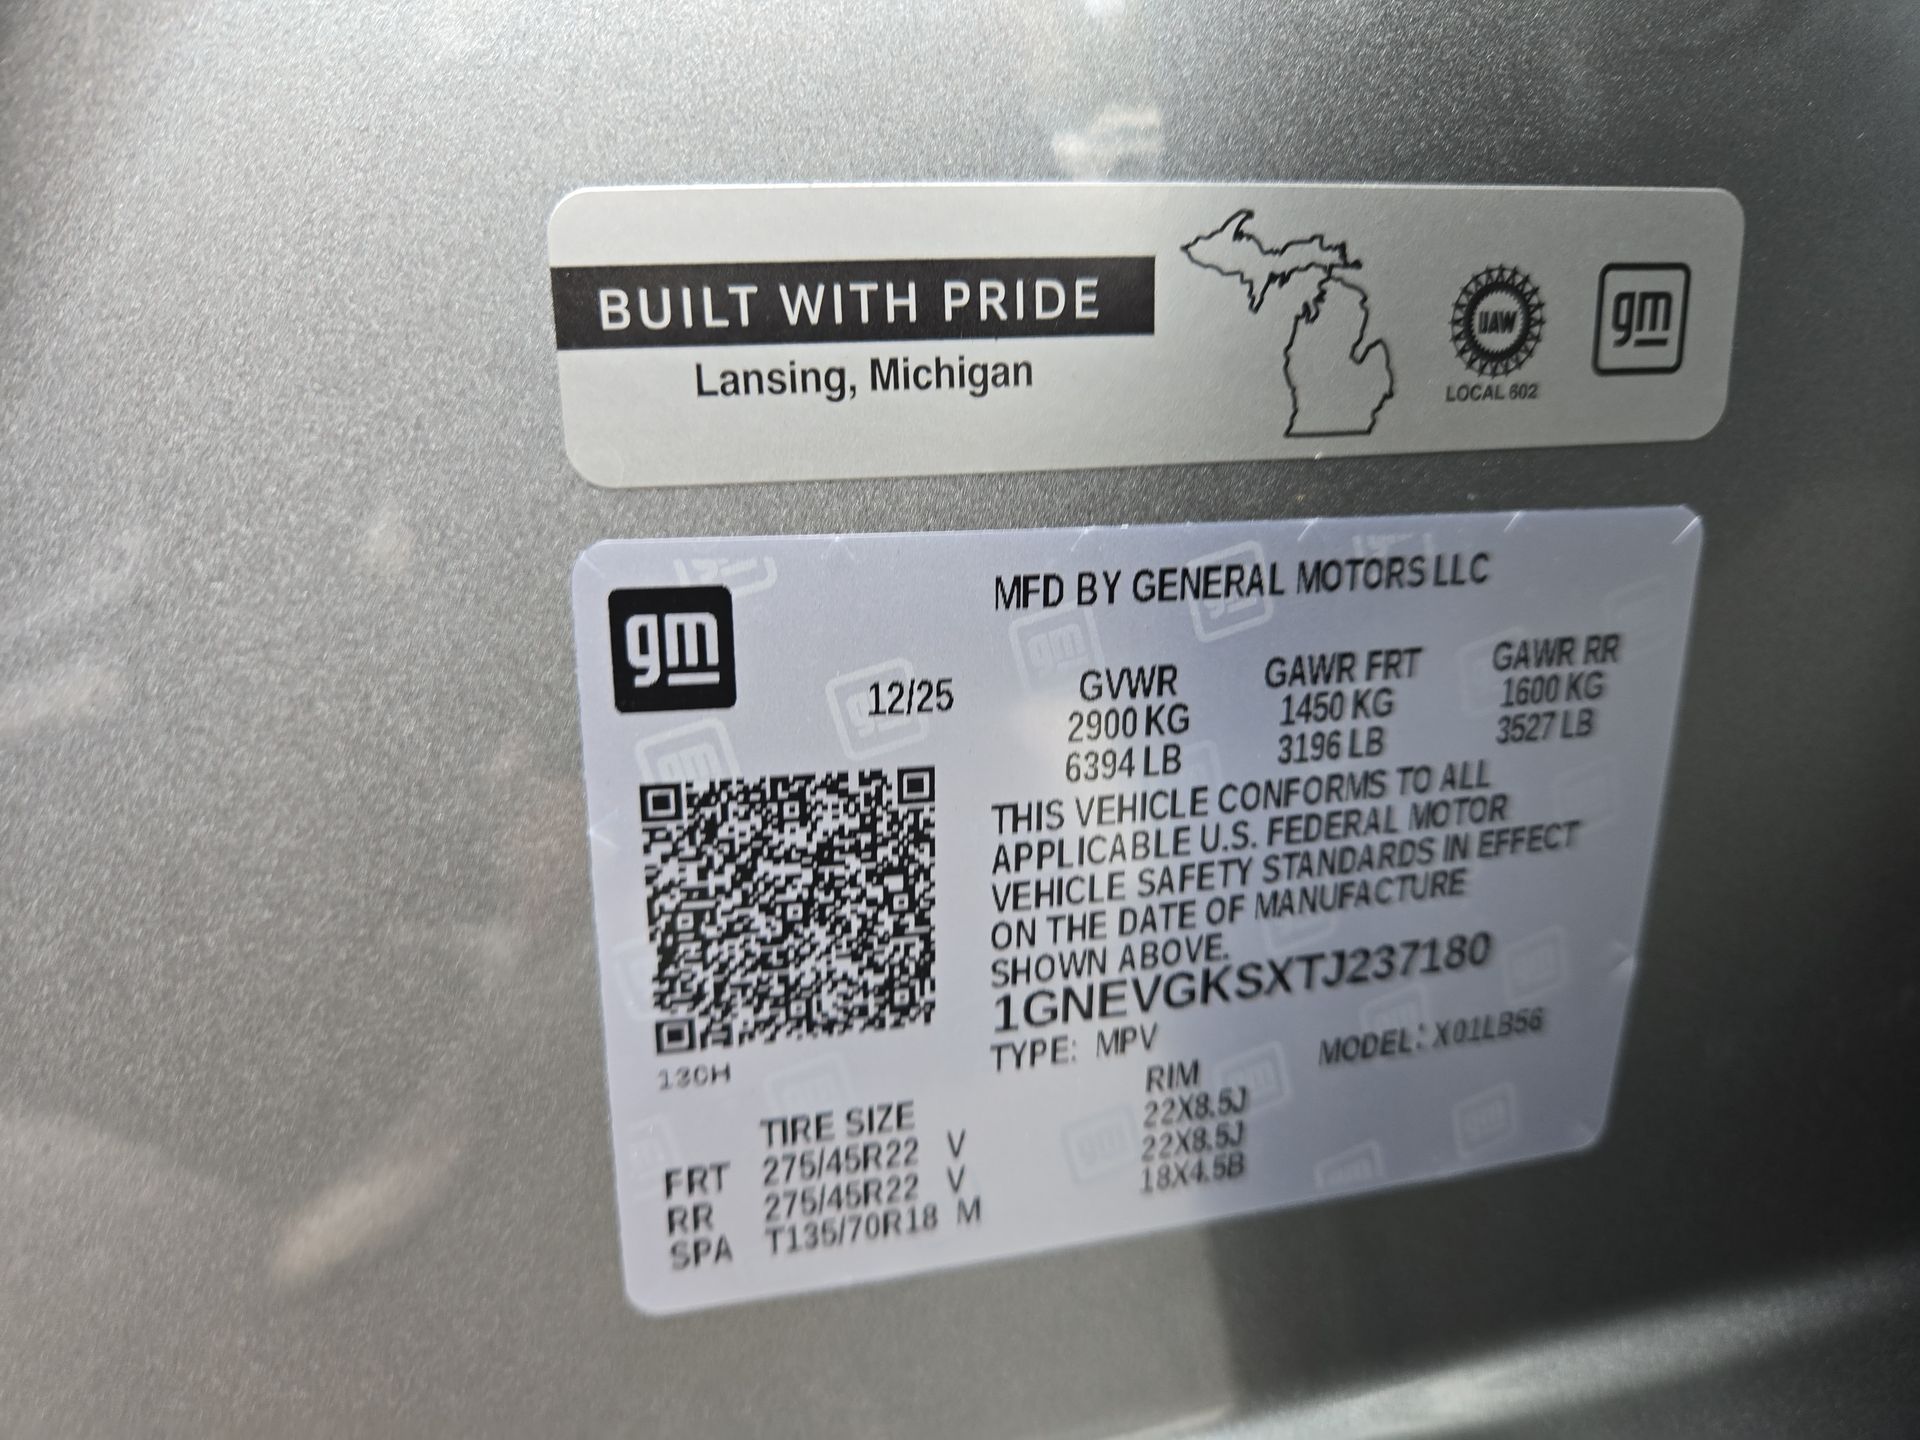 BUILT WITH PRIDE
Lansing, Michigan
UAW
LOCAL 602
gm
gm
MFD BY GENERAL MOTORS LLC
12/25
GVWR GAWR FRT GAWR RR
2900 KG 1450 KG 1600 KG
6394 LB 3196 LB 3527 LB
THIS VEHICLE CONFORMS TO ALL
APPLICABLE U.S. FEDERAL MOTOR
VEHICLE SAFETY STANDARDS IN EFFECT
ON THE DATE OF MANUFACTURE
SHOWN ABOVE.
1GNEVGKSXTJ237180
TYPE: MPV MODEL: X01LB56
TIRE SIZE RIM
FRT 275/45R22 V 22X8.5J
RR 275/45R22 V 22X8.5J
SPA T135/70R18 M 18X4.5B